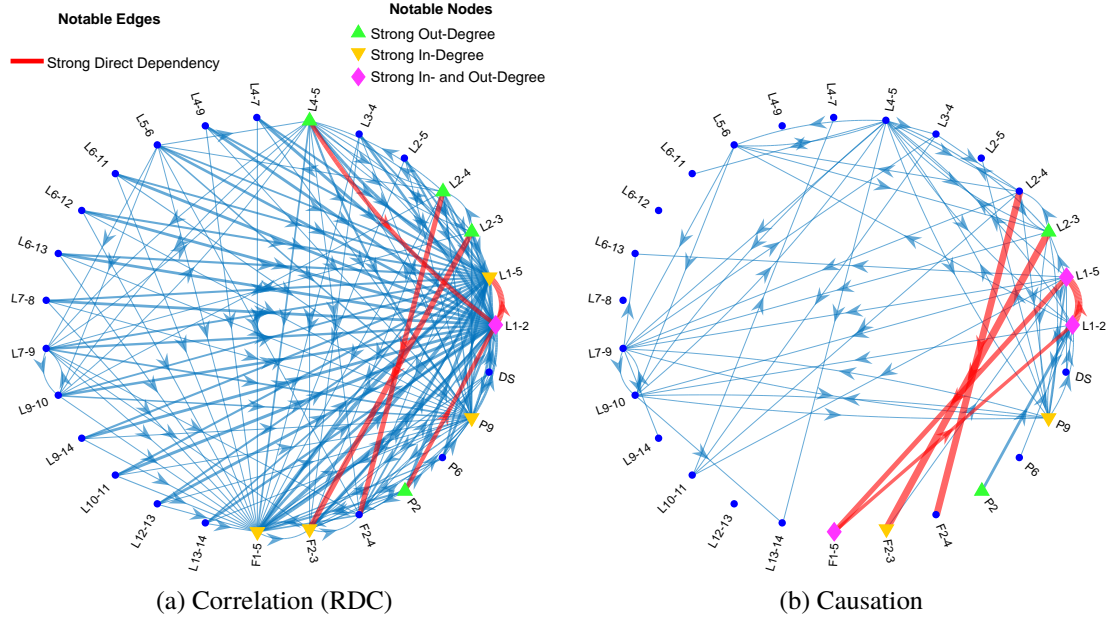 Notable Edges
Strong Direct Dependency
Notable Nodes
Strong Out-Degree
Strong In-Degree
Strong In- and Out-Degree
L4-5
L4-7
L4-9
L5-6
L6-11
L6-12
L6-13
L7-8
L7-9
L9-10
L9-14
L10-11
L12-13
L13-14
F1-5
F2-3
F2-4
P2
P6
P9
DS
L1-2
L1-5
L2-3
L2-4
L2-5
L3-4
(a) Correlation (RDC)
L4-5
L4-7
L4-9
L5-6
L6-11
L6-12
L6-13
L7-8
L7-9
L9-10
L9-14
L10-11
L12-13
L13-14
F1-5
F2-3
F2-4
P2
P6
P9
DS
L1-2
L1-5
L2-3
L2-4
L2-5
L3-4
(b) Causation